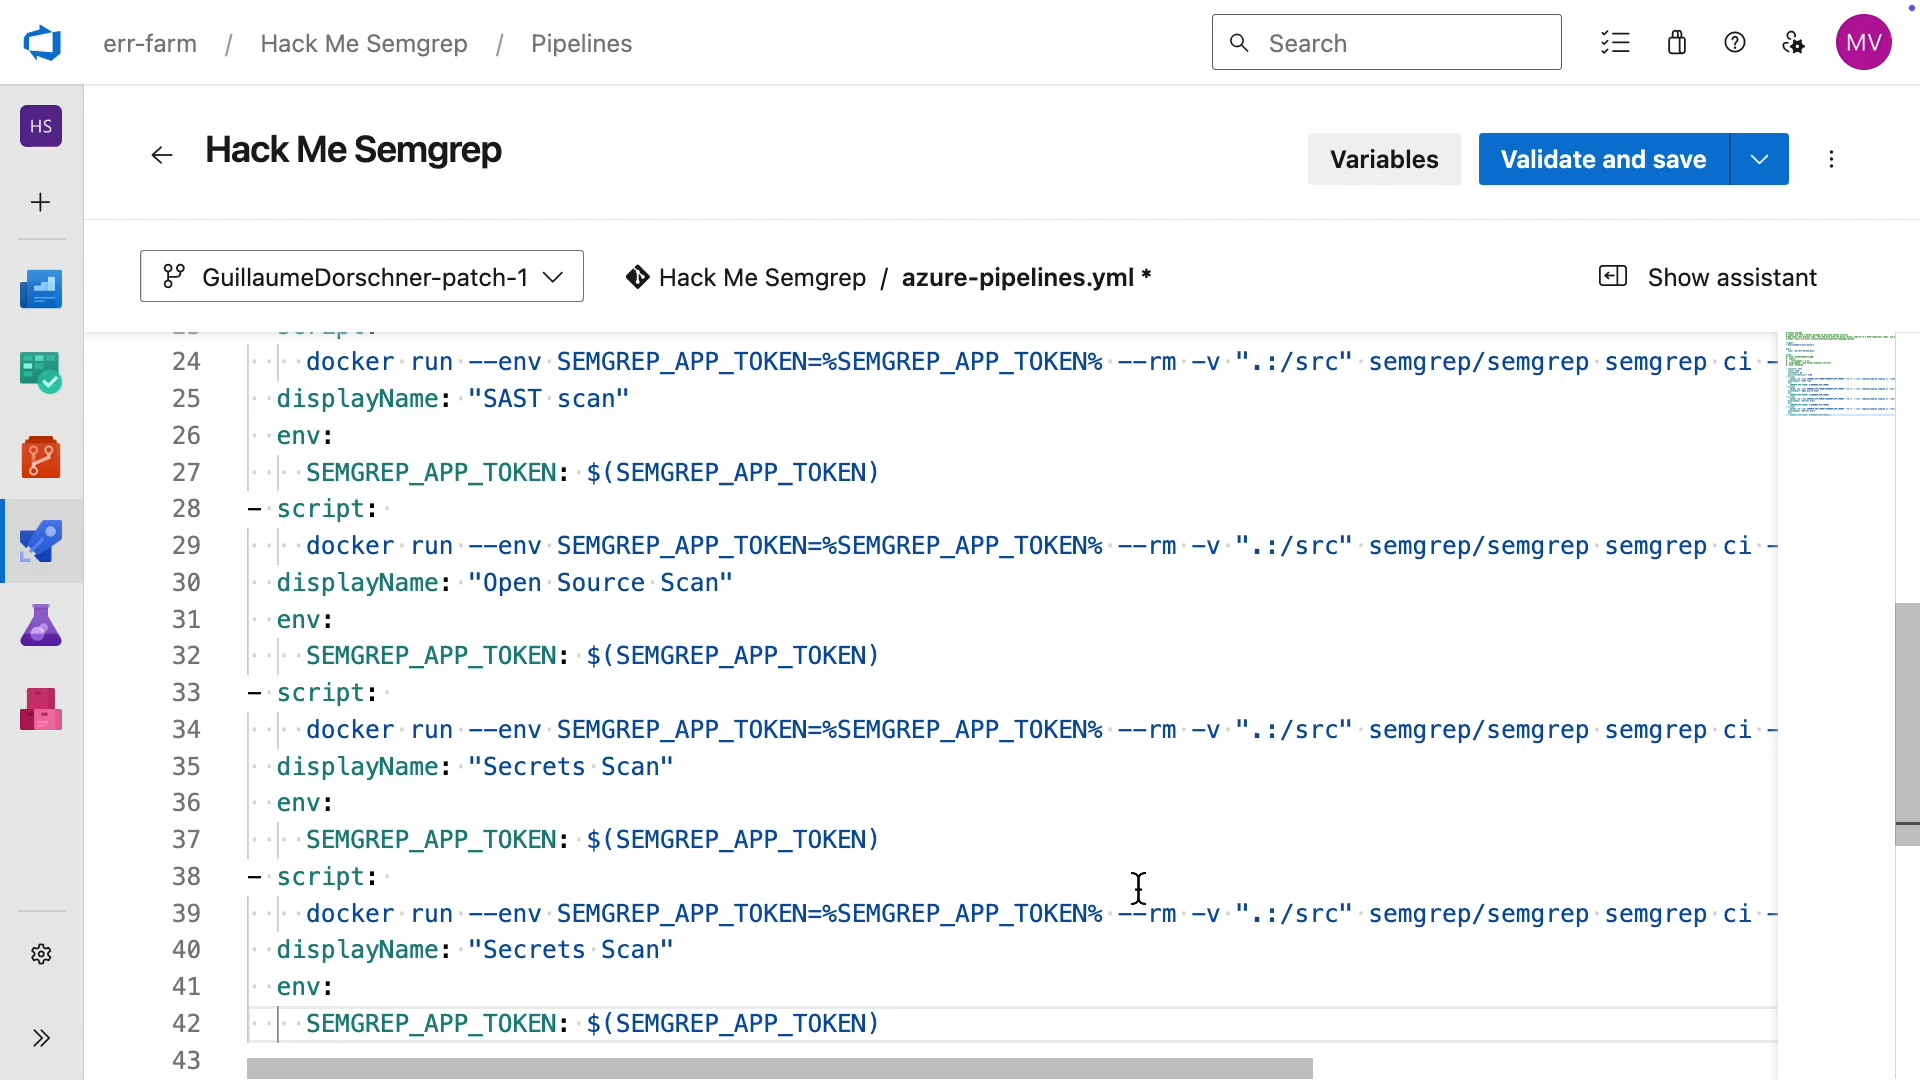 err-farm / Hack Me Semgrep / Pipelines
Search
MV
HS
Hack Me Semgrep
Variables
Validate and save
GuillaumeDorschner-patch-1
Hack Me Semgrep / azure-pipelines.yml *
Show assistant
24 docker run --env SEMGREP_APP_TOKEN=%SEMGREP_APP_TOKEN% --rm -v ".:/src" semgrep/semgrep semgrep ci -
25 displayName: "SAST scan"
26 env:
27 SEMGREP_APP_TOKEN: $(SEMGREP_APP_TOKEN)
28 - script:
29 docker run --env SEMGREP_APP_TOKEN=%SEMGREP_APP_TOKEN% --rm -v ".:/src" semgrep/semgrep semgrep ci -
30 displayName: "Open Source Scan"
31 env:
32 SEMGREP_APP_TOKEN: $(SEMGREP_APP_TOKEN)
33 - script:
34 docker run --env SEMGREP_APP_TOKEN=%SEMGREP_APP_TOKEN% --rm -v ".:/src" semgrep/semgrep semgrep ci -
35 displayName: "Secrets Scan"
36 env:
37 SEMGREP_APP_TOKEN: $(SEMGREP_APP_TOKEN)
38 - script:
39 docker run --env SEMGREP_APP_TOKEN=%SEMGREP_APP_TOKEN% --rm -v ".:/src" semgrep/semgrep semgrep ci -
40 displayName: "Secrets Scan"
41 env:
42 SEMGREP_APP_TOKEN: $(SEMGREP_APP_TOKEN)
43